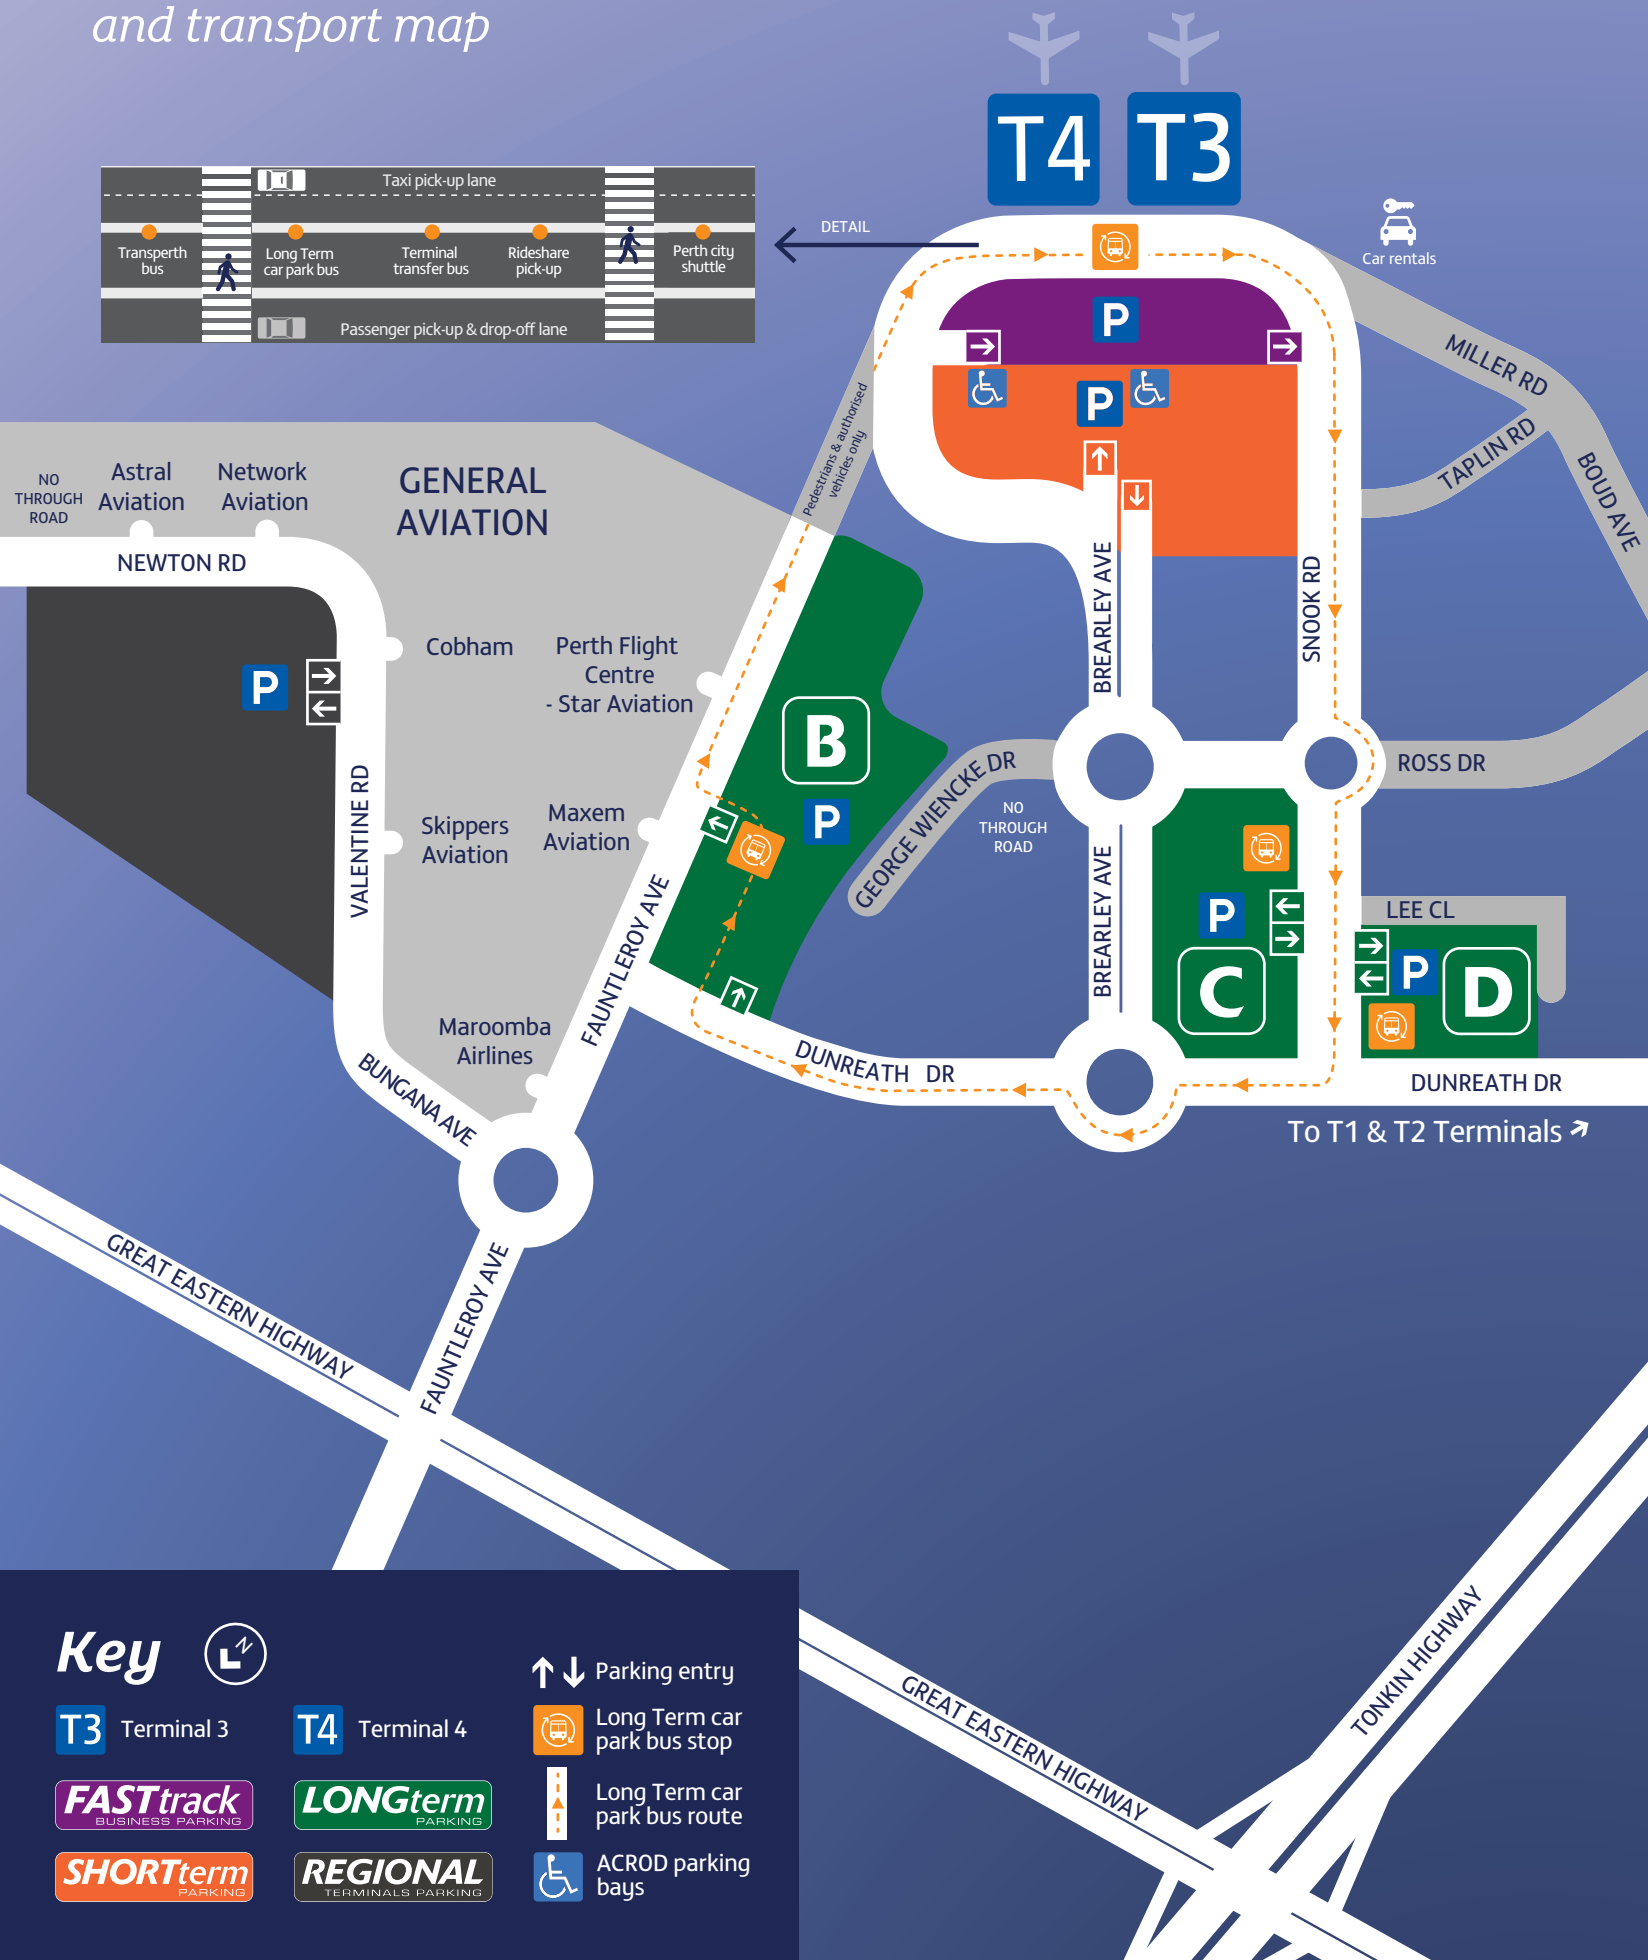 and transport map
T4
T3
Taxi pick-up lane
Transperth
bus
Long Term
car park bus
Terminal
transfer bus
Rideshare
pick-up
Perth city
shuttle
Passenger pick-up & drop-off lane
DETAIL
Car rentals
P
P
MILLER RD
TAPLIN RD
BOUD AVE
Pedestrians & authorised
vehicles only
NO
THROUGH
ROAD
Astral
Aviation
Network
Aviation
GENERAL
AVIATION
NEWTON RD
Cobham
Perth Flight
Centre
- Star Aviation
P
BREARLEY AVE
SNOOK RD
B
P
ROSS DR
GEORGE WIENCKE DR
NO
THROUGH
ROAD
VALENTINE RD
Skippers
Aviation
Maxem
Aviation
FAUNTLEROY AVE
BREARLEY AVE
P
C
LEE CL
P
D
Maroomba
Airlines
BUNGANA AVE
DUNREATH DR
DUNREATH DR
To T1 & T2 Terminals
GREAT EASTERN HIGHWAY
FAUNTLEROY AVE
GREAT EASTERN HIGHWAY
TONKIN HIGHWAY
Key
N
T3 Terminal 3
T4 Terminal 4
FASTtrack
BUSINESS PARKING
LONGterm
PARKING
SHORTterm
PARKING
REGIONAL
TERMINALS PARKING
Parking entry
Long Term car
park bus stop
Long Term car
park bus route
ACROD parking
bays